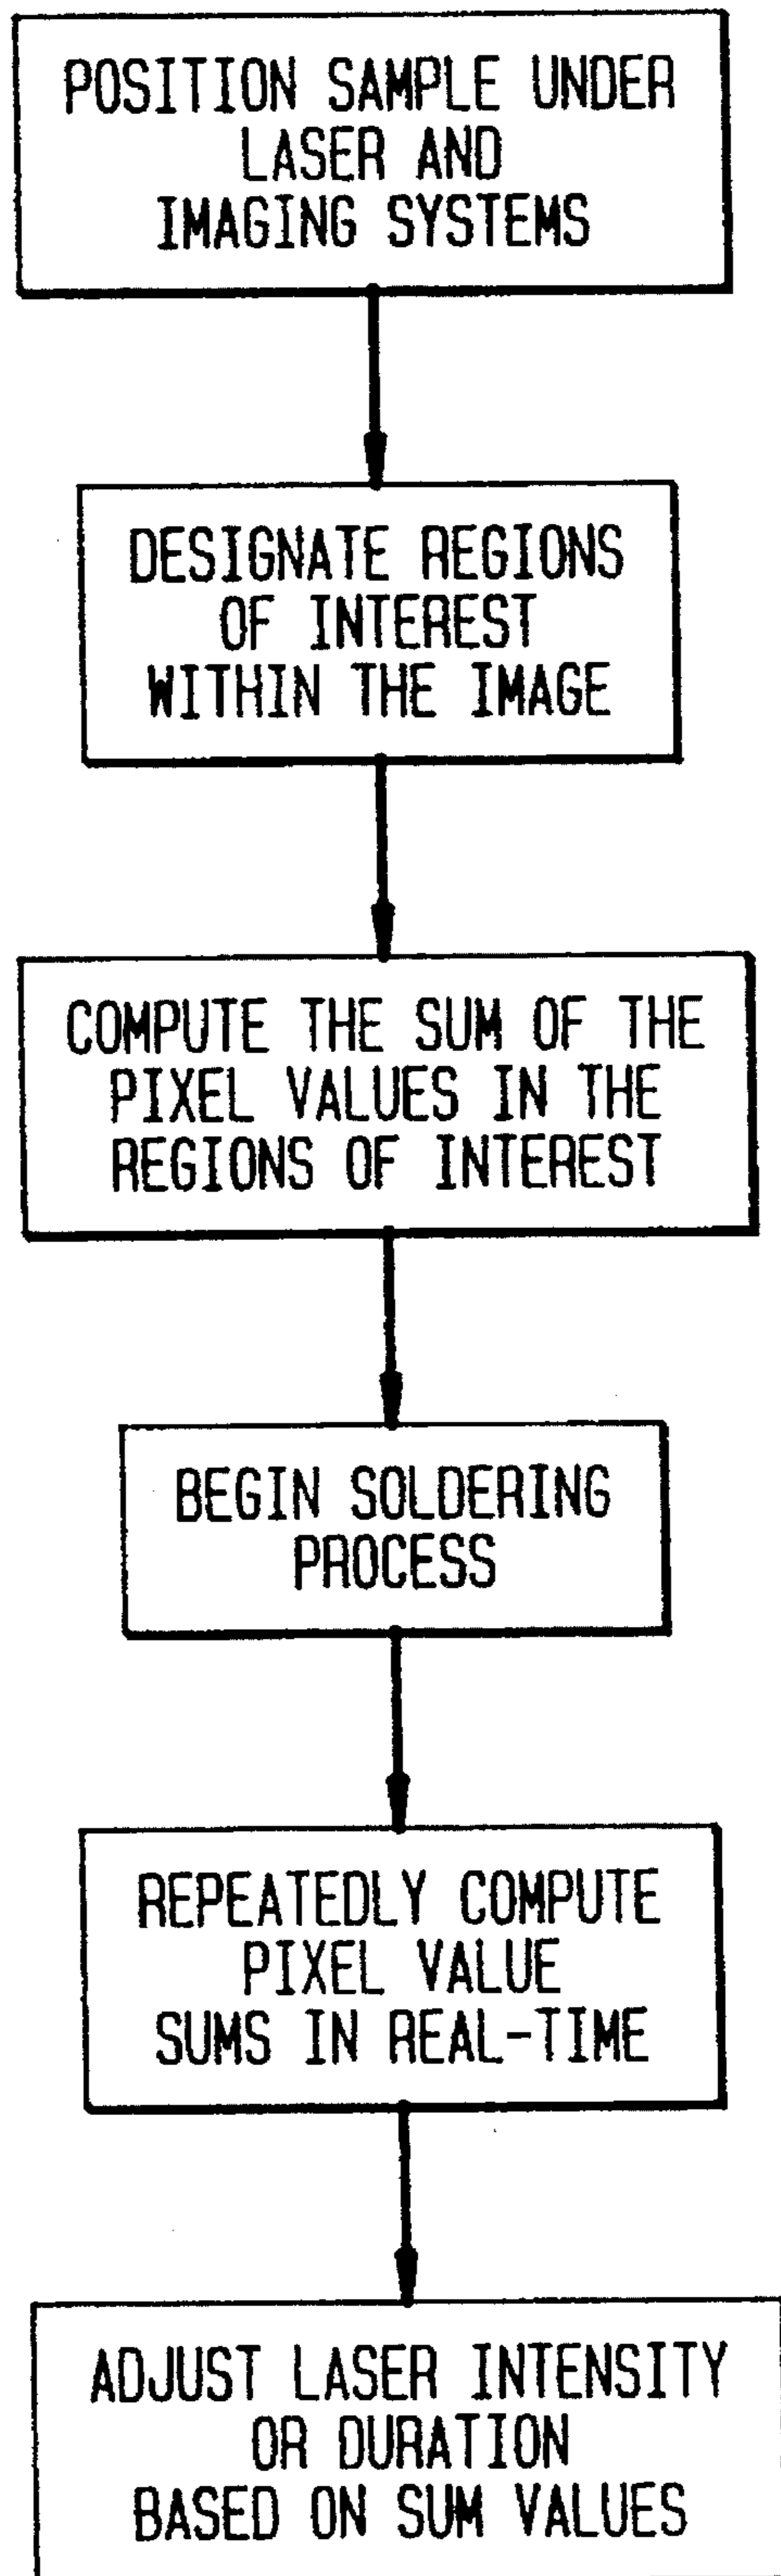 POSITION SAMPLE UNDER
LASER AND
IMAGING SYSTEMS
DESIGNATE REGIONS
OF INTEREST
WITHIN THE IMAGE
COMPUTE THE SUM OF THE
PIXEL VALUES IN THE
REGIONS OF INTEREST
BEGIN SOLDERING
PROCESS
REPEATEDLY COMPUTE
PIXEL VALUE
SUMS IN REAL-TIME
ADJUST LASER INTENSITY
OR DURATION
BASED ON SUM VALUES